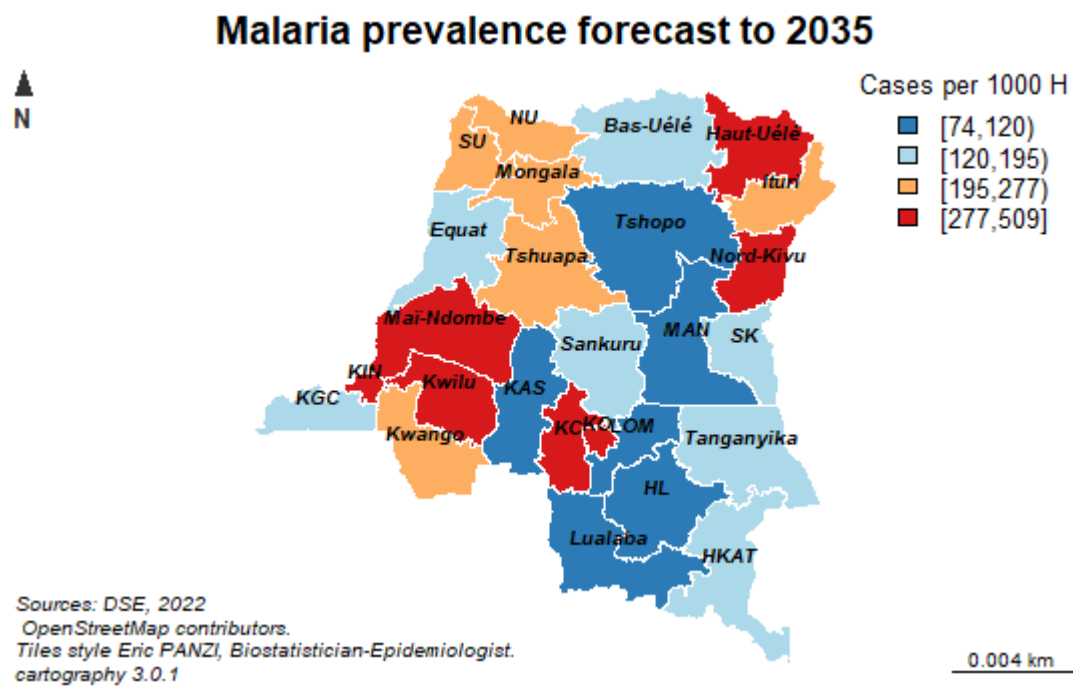 Malaria prevalence forecast to 2035
N
Cases per 1000 H
[74,120)
[120,195)
[195,277)
[277,509]
NU
Bas-Uélé
Haut-Uélé
SU
Mongala
Ituri
Equat
Tshopo
Tshuapa
Nord-Kivu
Maï-Ndombe
MAN
SK
Sankuru
KIN
Kwilu
KAS
KGC
KC
KO
LOM
Kwango
Tanganyika
HL
Lualaba
HKAT
Sources: DSE, 2022
OpenStreetMap contributors.
Tiles style Eric PANZI, Biostatistician-Epidemiologist.
cartography 3.0.1
0.004 km